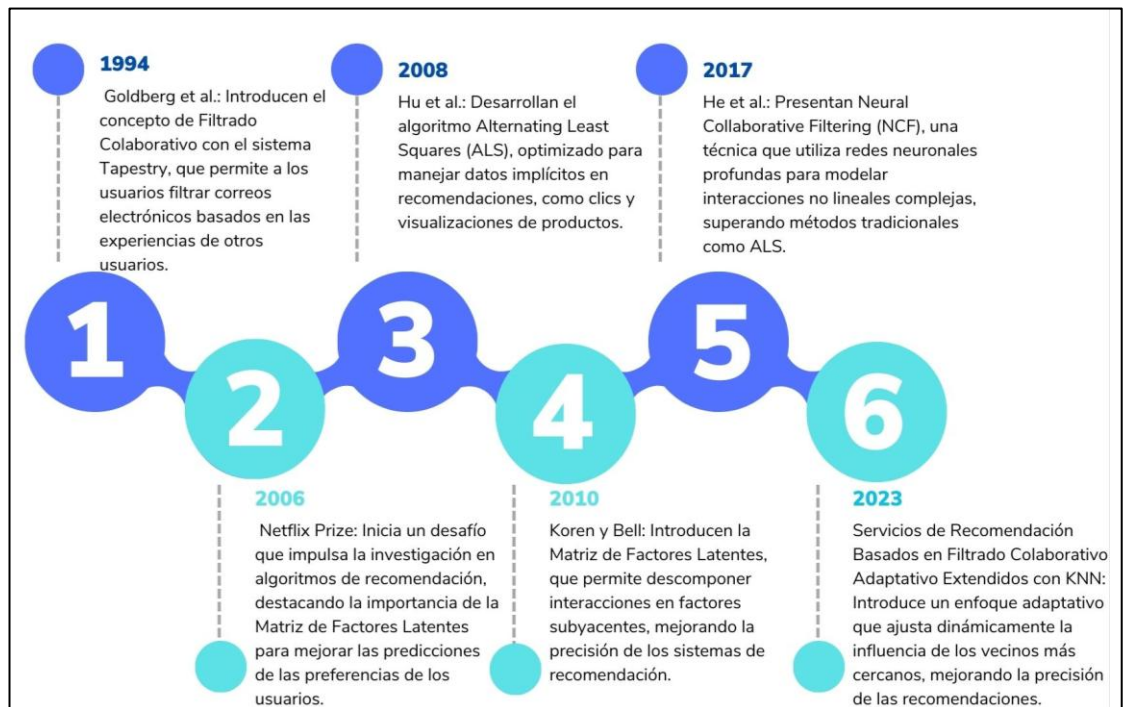 1994
Goldberg et al.: Introducen el
concepto de Filtrado
Colaborativo con el sistema
Tapestry, que permite a los
usuarios filtrar correos
electrónicos basados en las
experiencias de otros
usuarios.
2008
Hu et al.: Desarrollan el
algoritmo Alternating Least
Squares (ALS), optimizado para
manejar datos implícitos en
recomendaciones, como clics y
visualizaciones de productos.
2017
He et al.: Presentan Neural
Collaborative Filtering (NCF), una
técnica que utiliza redes neuronales
profundas para modelar
interacciones no lineales complejas,
superando métodos tradicionales
como ALS.
1
2
3
4
5
6
2006
Netflix Prize: Inicia un desafío
que impulsa la investigación en
algoritmos de recomendación,
destacando la importancia de la
Matriz de Factores Latentes
para mejorar las predicciones
de las preferencias de los
usuarios.
2010
Koren y Bell: Introducen la
Matriz de Factores Latentes,
que permite descomponer
interacciones en factores
subyacentes, mejorando la
precisión de los sistemas de
recomendación.
2023
Servicios de Recomendación
Basados en Filtrado Colaborativo
Adaptativo Extendidos con KNN:
Introduce un enfoque adaptativo
que ajusta dinámicamente la
influencia de los vecinos más
cercanos, mejorando la precisión
de las recomendaciones.